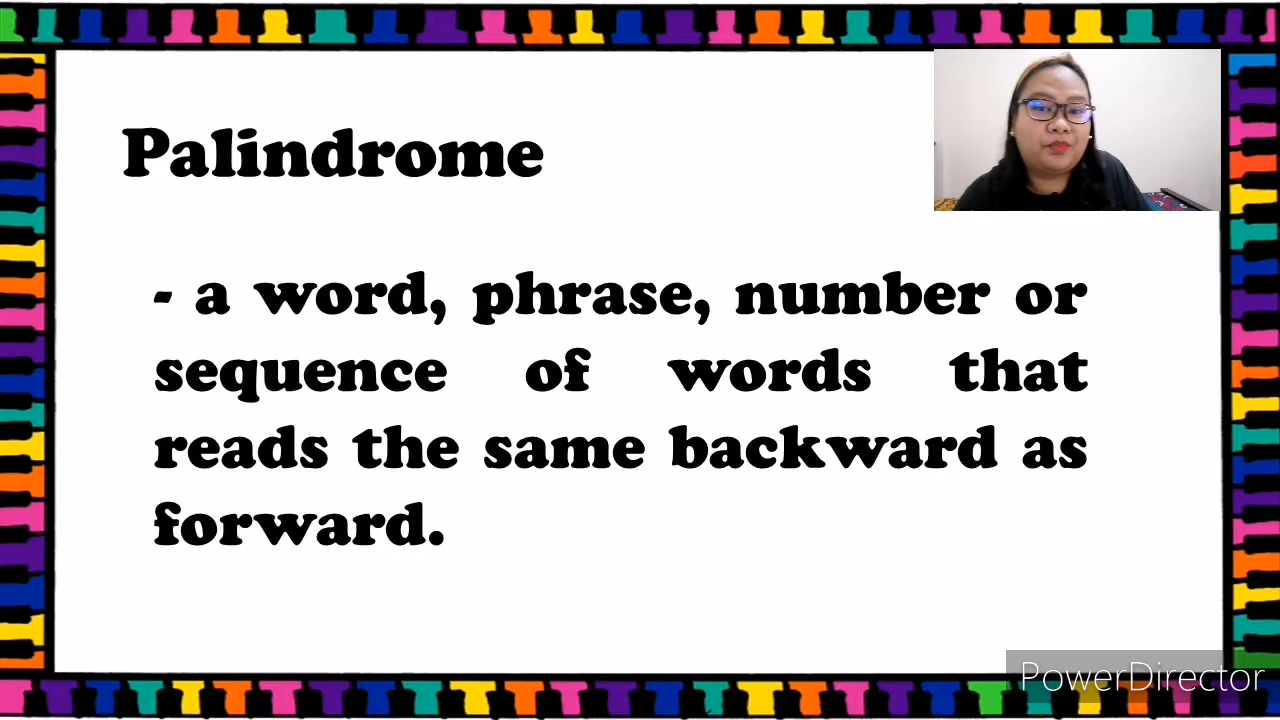 Palindrome
- a word, phrase, number or
sequence of words that
reads the same backward as
forward.
PowerDirector